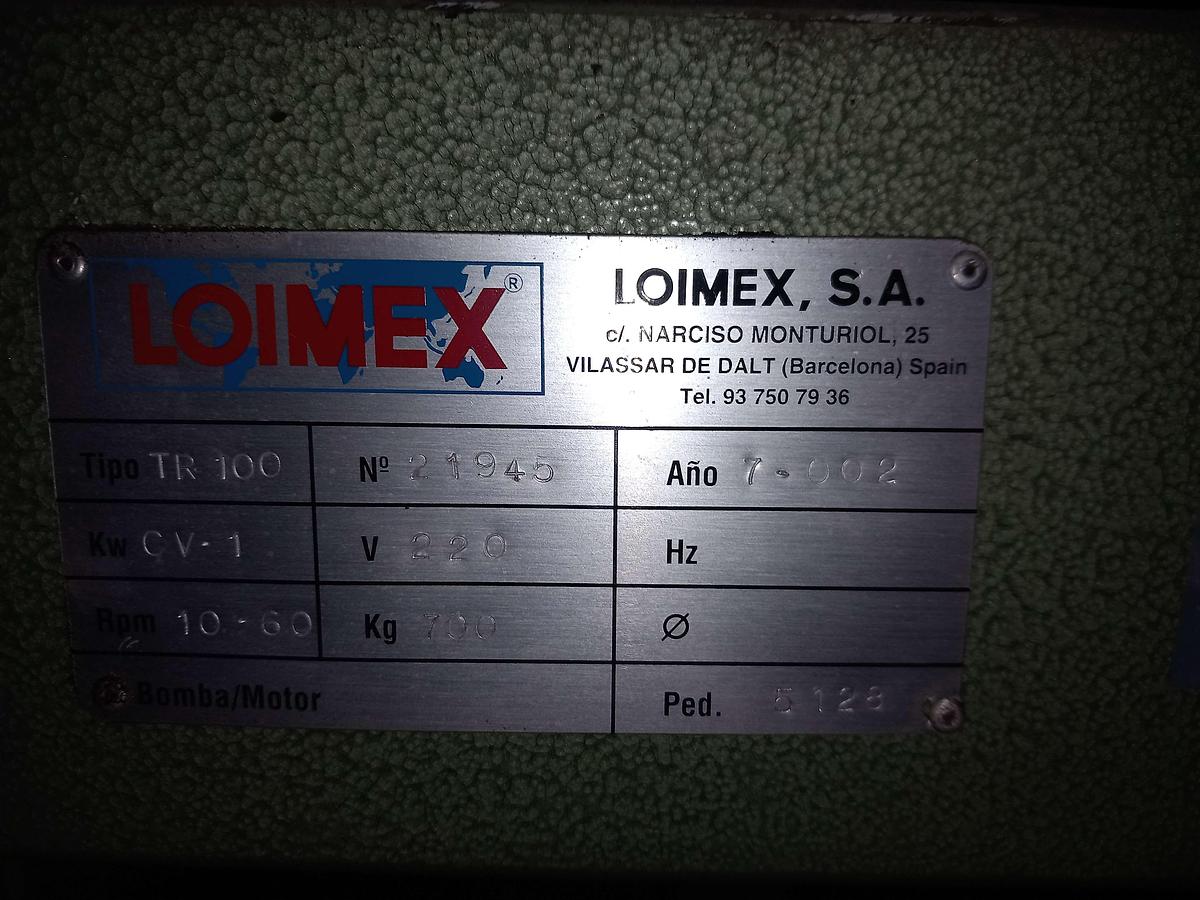 LOIMEX®
LOIMEX, S.A.
c/. NARCISO MONTURIOL, 25
VILASSAR DE DALT (Barcelona) Spain
Tel. 93 750 79 36
Tipo TR 100 Nº 21945 Año 7-002
Kw CV-1 V 220 Hz
Rpm 10-60 Kg 700 Ø
Bomba/Motor Ped. 5128